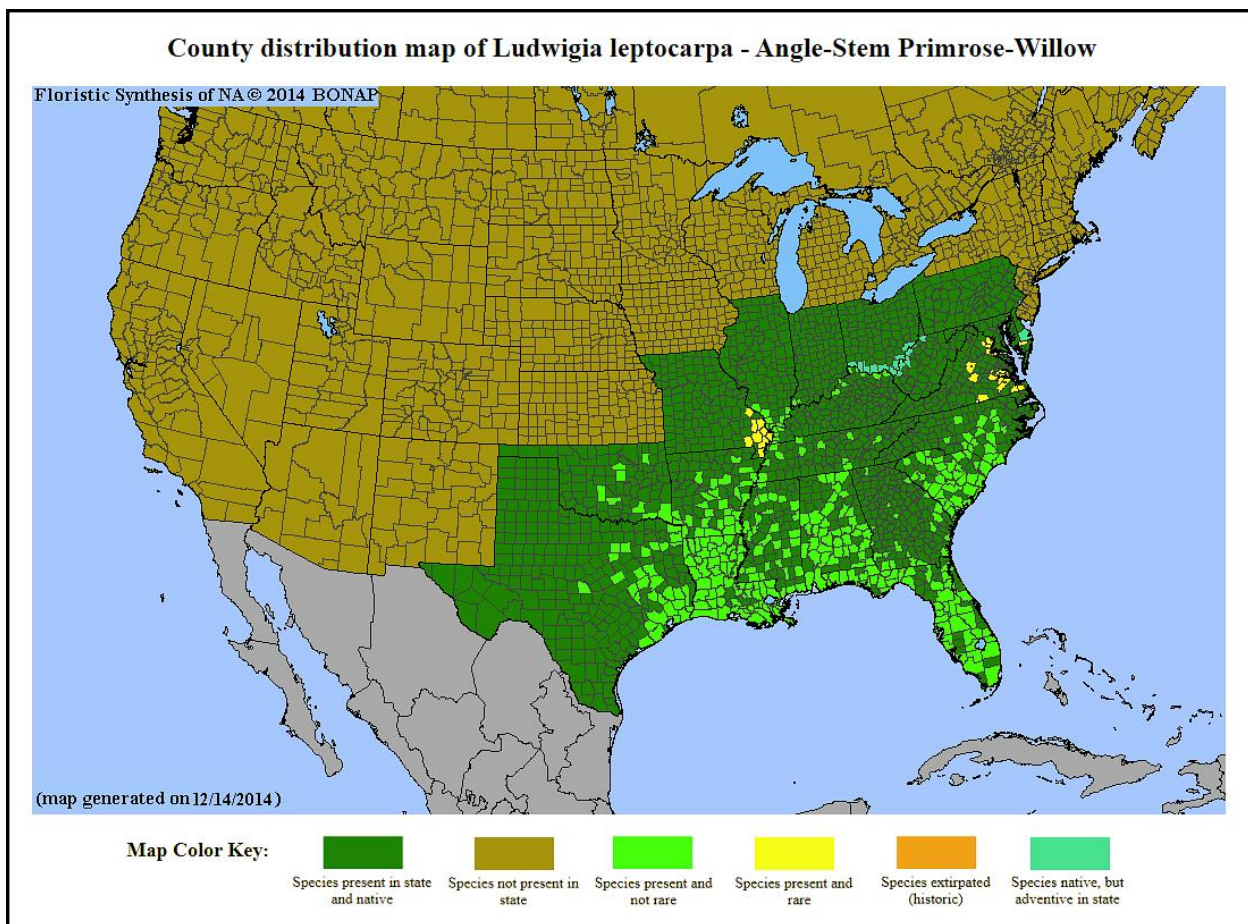 County distribution map of Ludwigia leptocarpa - Angle-Stem Primrose-Willow
Floristic Synthesis of NA © 2014 BONAP
(map generated on 12/14/2014 )
Map Color Key:
Species present in state
and native
Species not present in
state
Species present and
not rare
Species present and
rare
Species extirpated
(historic)
Species native, but
adventive in state